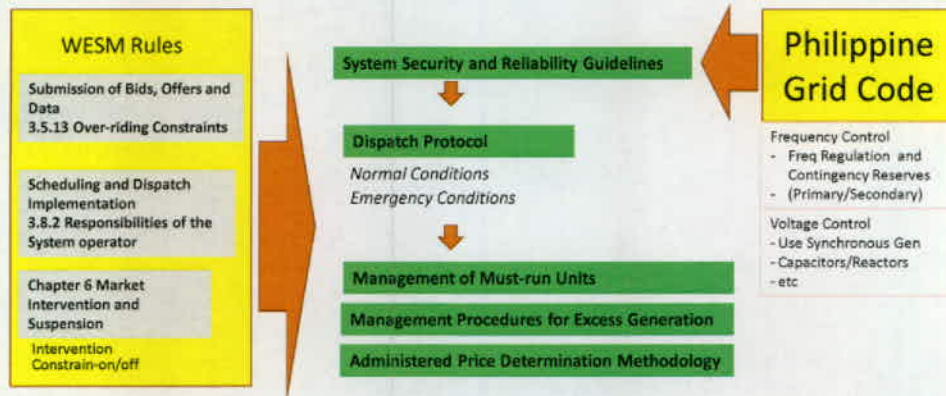 WESM Rules
Submission of Bids, Offers and
Data
3.5.13 Over-riding Constraints
Scheduling and Dispatch
Implementation
3.8.2 Responsibilities of the
System operator
Chapter 6 Market
Intervention and
Suspension
Intervention
Constrain-on/off
System Security and Reliability Guidelines
Dispatch Protocol
Normal Conditions
Emergency Conditions
Management of Must-run Units
Management Procedures for Excess Generation
Administered Price Determination Methodology
Philippine
Grid Code
Frequency Control
- Freq Regulation and
Contingency Reserves
- (Primary/Secondary)
Voltage Control
- Use Synchronous Gen
- Capacitors/Reactors
- etc